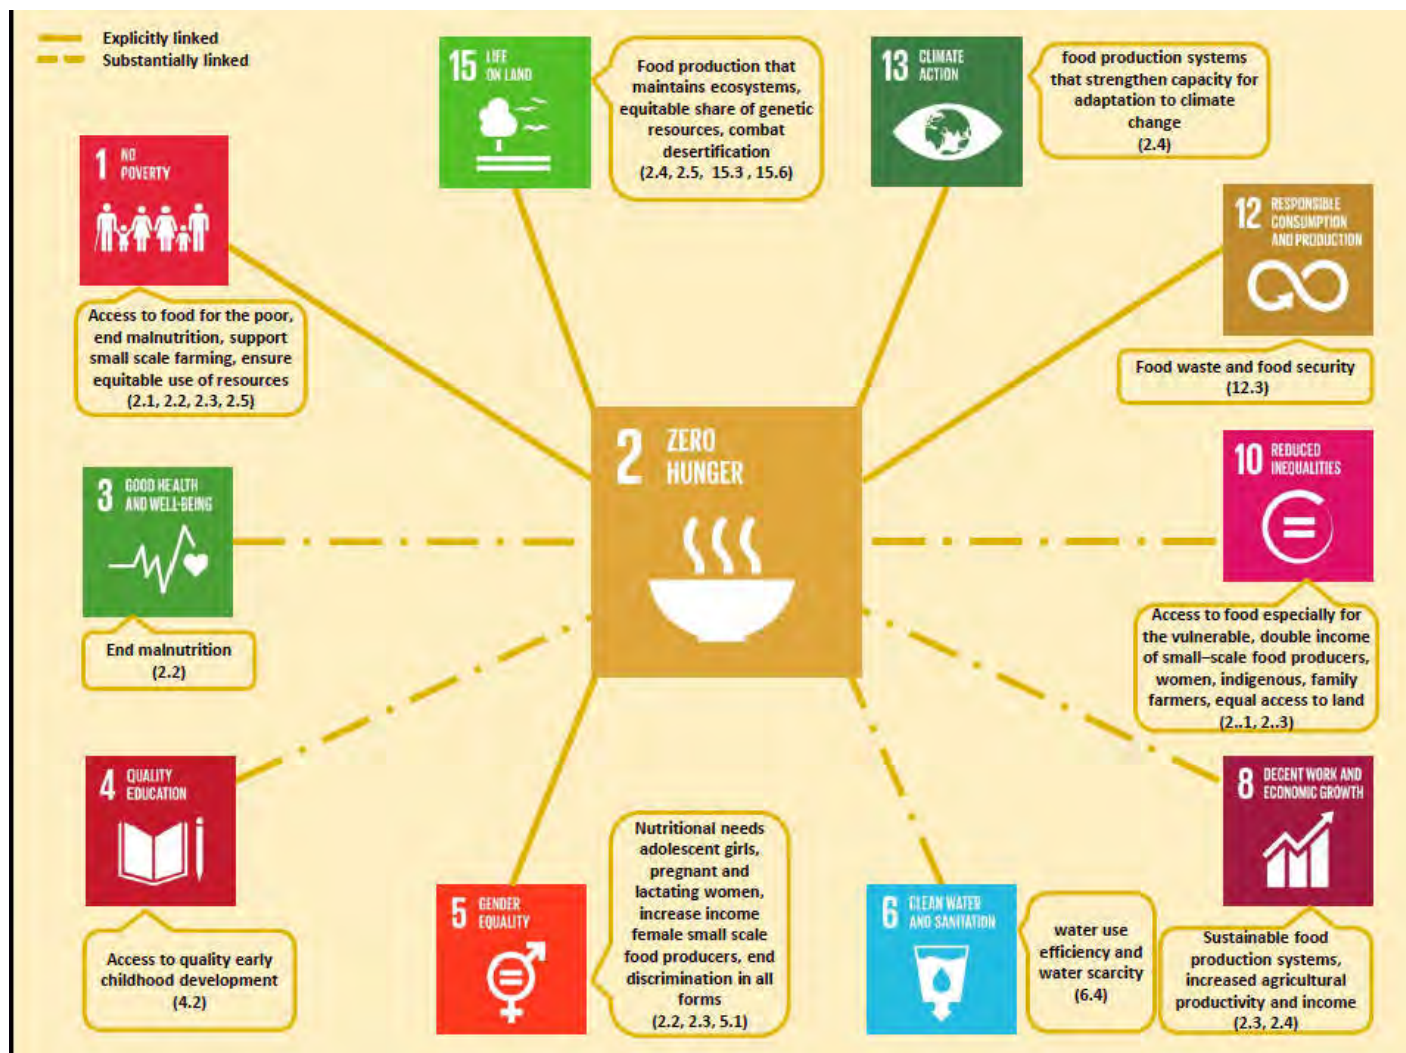 Explicitly linked
Substantially linked
15 LIFE
ON LAND
Food production that
maintains ecosystems,
equitable share of genetic
resources, combat
desertification
(2.4, 2.5, 15.3 , 15.6)
13 CLIMATE
ACTION
food production systems
that strengthen capacity for
adaptation to climate
change
(2.4)
1 NO
POVERTY
Access to food for the poor,
end malnutrition, support
small scale farming, ensure
equitable use of resources
(2.1, 2.2, 2.3, 2.5)
12 RESPONSIBLE
CONSUMPTION
AND PRODUCTION
Food waste and food security
(12.3)
2 ZERO
HUNGER
3 GOOD HEALTH
AND WELL-BEING
End malnutrition
(2.2)
10 REDUCED
INEQUALITIES
Access to food especially for
the vulnerable, double income
of small–scale food producers,
women, indigenous, family
farmers, equal access to land
(2..1, 2..3)
4 QUALITY
EDUCATION
Access to quality early
childhood development
(4.2)
5 GENDER
EQUALITY
Nutritional needs
adolescent girls,
pregnant and
lactating women,
increase income
female small scale
food producers, end
discrimination in all
forms
(2.2, 2.3, 5.1)
6 CLEAN WATER
AND SANITATION
water use
efficiency and
water scarcity
(6.4)
8 DECENT WORK AND
ECONOMIC GROWTH
Sustainable food
production systems,
increased agricultural
productivity and income
(2.3, 2.4)